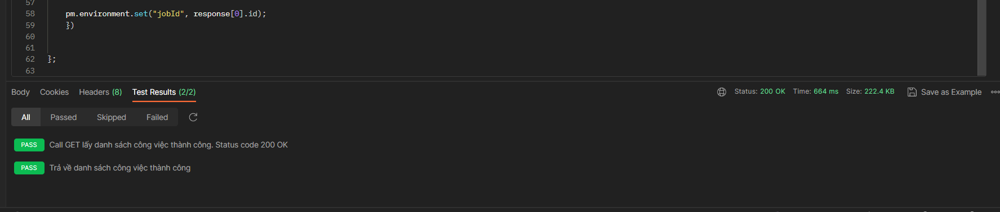 57
58 pm.environment.set("jobId", response[0].id);
59 })
60
61
62 };
63
Body Cookies Headers (8) Test Results (2/2) Status: 200 OK Time: 664 ms Size: 222.4 KB Save as Example
All Passed Skipped Failed
PASS Call GET lấy danh sách công việc thành công. Status code 200 OK
PASS Trả về danh sách công việc thành công